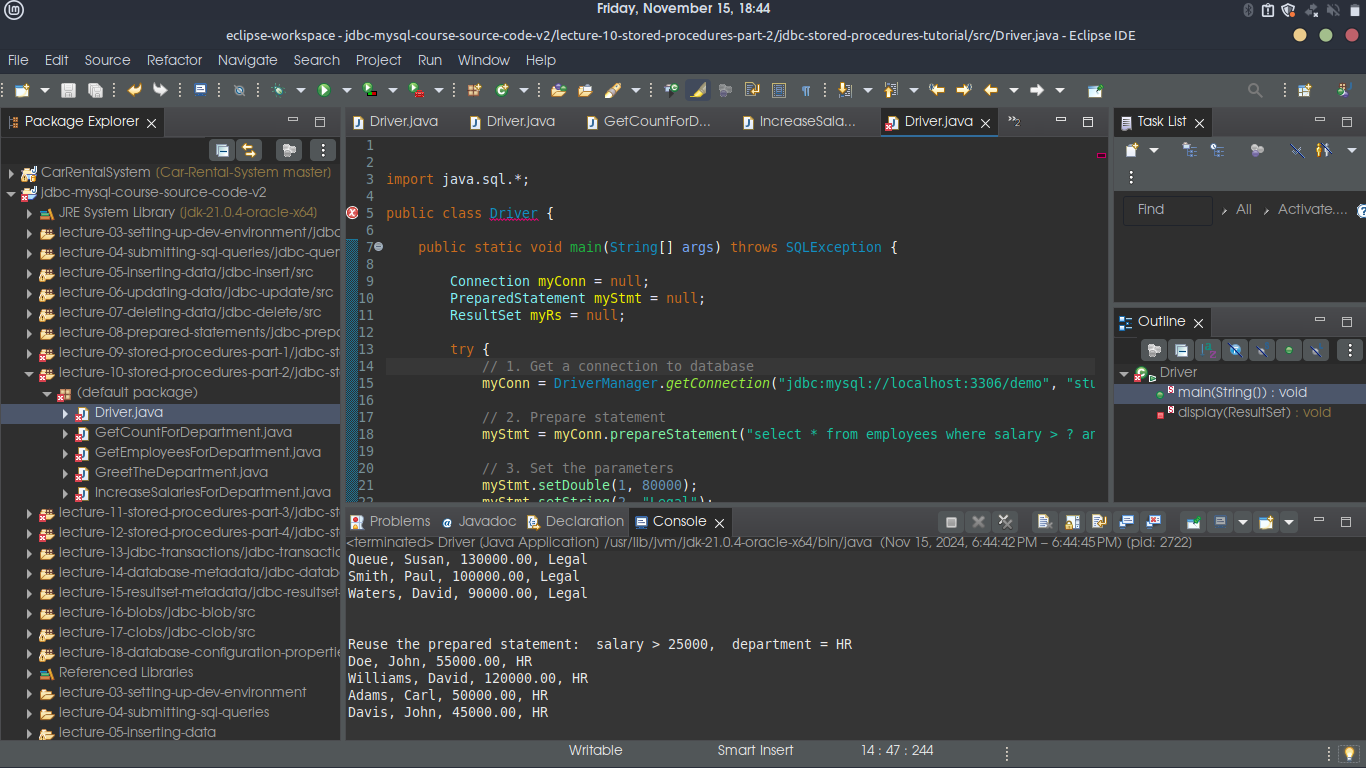 Friday, November 15, 18:44
eclipse-workspace - jdbc-mysql-course-source-code-v2/lecture-10-stored-procedures-part-2/jdbc-stored-procedures-tutorial/src/Driver.java - Eclipse IDE
File Edit Source Refactor Navigate Search Project Run Window Help
Package Explorer
CarRentalSystem [Car-Rental-System master]
jdbc-mysql-course-source-code-v2
JRE System Library [jdk-21.0.4-oracle-x64]
lecture-03-setting-up-dev-environment/jdbc
lecture-04-submitting-sql-queries/jdbc-quer
lecture-05-inserting-data/jdbc-insert/src
lecture-06-updating-data/jdbc-update/src
lecture-07-deleting-data/jdbc-delete/src
lecture-08-prepared-statements/jdbc-prepa
lecture-09-stored-procedures-part-1/jdbc-st
lecture-10-stored-procedures-part-2/jdbc-st
(default package)
Driver.java
GetCountForDepartment.java
GetEmployeesForDepartment.java
GreetTheDepartment.java
IncreaseSalariesForDepartment.java
lecture-11-stored-procedures-part-3/jdbc-st
lecture-12-stored-procedures-part-4/jdbc-st
lecture-13-jdbc-transactions/jdbc-transactio
lecture-14-database-metadata/jdbc-datab
lecture-15-resultset-metadata/jdbc-resultset-
lecture-16-blobs/jdbc-blob/src
lecture-17-clobs/jdbc-clob/src
lecture-18-database-configuration-propertie
Referenced Libraries
lecture-03-setting-up-dev-environment
lecture-04-submitting-sql-queries
lecture-05-inserting-data
Driver.java Driver.java GetCountForD... IncreaseSala... Driver.java »2
1
2
3 import java.sql.*;
4
5 public class Driver {
6
7 public static void main(String[] args) throws SQLException {
8
9 Connection myConn = null;
10 PreparedStatement myStmt = null;
11 ResultSet myRs = null;
12
13 try {
14 // 1. Get a connection to database
15 myConn = DriverManager.getConnection("jdbc:mysql://localhost:3306/demo", "stu
16
17 // 2. Prepare statement
18 myStmt = myConn.prepareStatement("select * from employees where salary > ? an
19
20 // 3. Set the parameters
21 myStmt.setDouble(1, 80000);
22 myStmt.setString(2, "Legal");
Task List
Find All Activate...
Outline
Driver
main(String[]) : void
display(ResultSet) : void
Problems Javadoc Declaration Console
<terminated> Driver [Java Application] /usr/lib/jvm/jdk-21.0.4-oracle-x64/bin/java (Nov 15, 2024, 6:44:42 PM – 6:44:45 PM) [pid: 2722]
Queue, Susan, 130000.00, Legal
Smith, Paul, 100000.00, Legal
Waters, David, 90000.00, Legal
Reuse the prepared statement:  salary > 25000,  department = HR
Doe, John, 55000.00, HR
Williams, David, 120000.00, HR
Adams, Carl, 50000.00, HR
Davis, John, 45000.00, HR
Writable Smart Insert 14 : 47 : 244